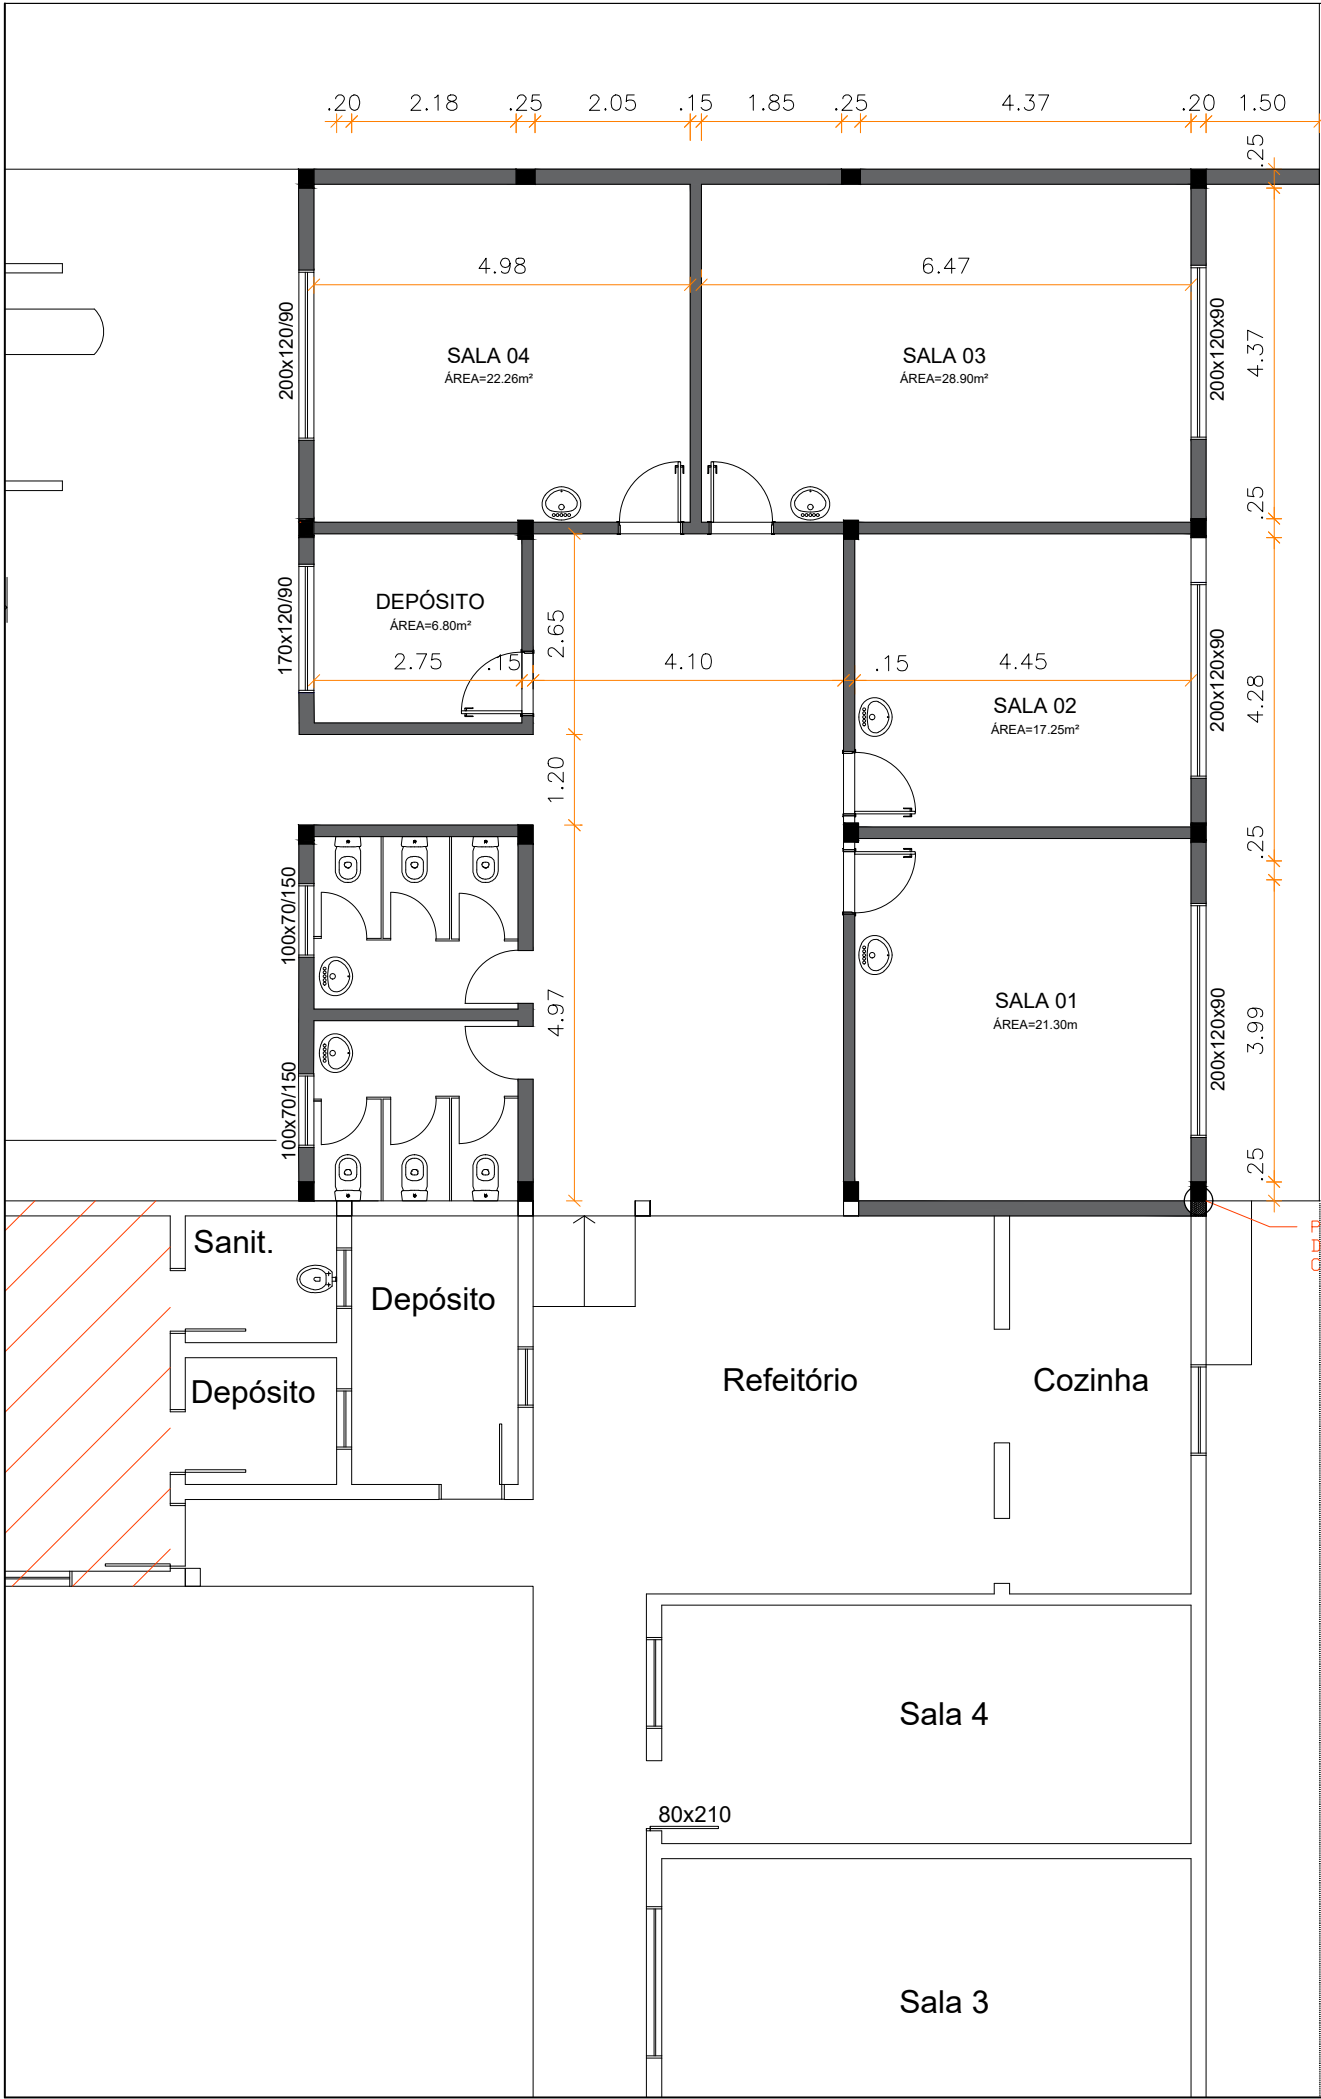 .20 2.18 .25 2.05 .15 1.85 .25 4.37 .20 1.50
.25
4.98
6.47
200x120/90
SALA 04
ÁREA=22.26m²
SALA 03
ÁREA=28.90m²
200x120x90
4.37
.25
170x120/90
DEPÓSITO
ÁREA=6.80m²
2.65
2.75 .15 4.10 .15 4.45
SALA 02
ÁREA=17.25m²
200x120x90
4.28
1.20
.25
100x70/150
4.97
SALA 01
ÁREA=21.30m
200x120x90
3.99
100x70/150
.25
Sanit.
Depósito
Depósito
Refeitório
Cozinha
Sala 4
80x210
Sala 3